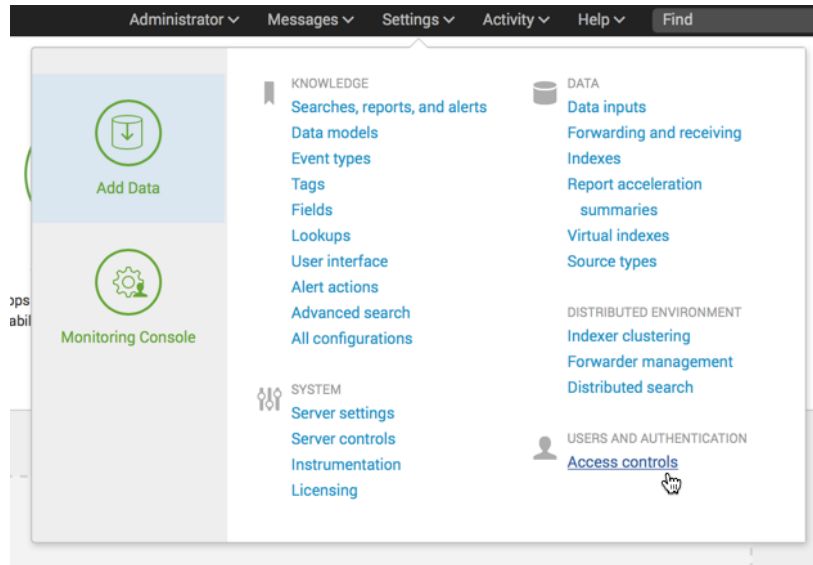 Administrator Messages Settings Activity Help Find
Add Data
Monitoring Console
KNOWLEDGE
Searches, reports, and alerts
Data models
Event types
Tags
Fields
Lookups
User interface
Alert actions
Advanced search
All configurations
SYSTEM
Server settings
Server controls
Instrumentation
Licensing
DATA
Data inputs
Forwarding and receiving
Indexes
Report acceleration
summaries
Virtual indexes
Source types
DISTRIBUTED ENVIRONMENT
Indexer clustering
Forwarder management
Distributed search
USERS AND AUTHENTICATION
Access controls